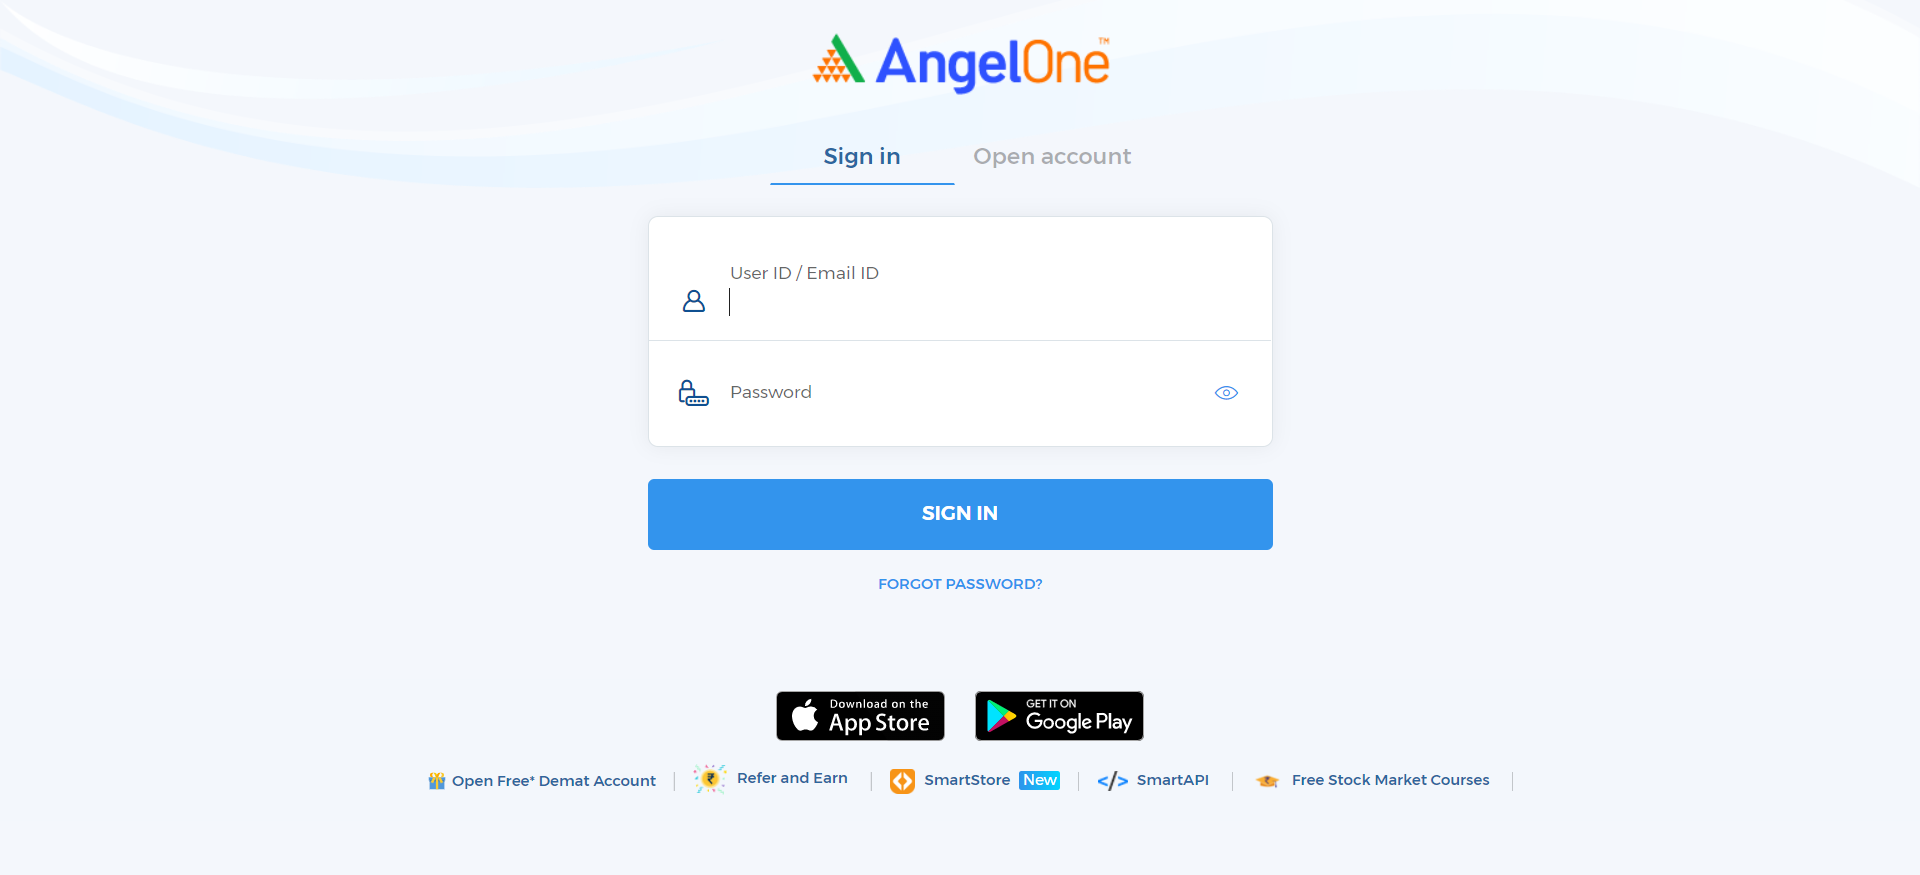 AngelOne™
Sign in
Open account
User ID / Email ID
Password
SIGN IN
FORGOT PASSWORD?
Download on the
App Store
GET IT ON
Google Play
Open Free* Demat Account
Refer and Earn
SmartStore New
</> SmartAPI
Free Stock Market Courses